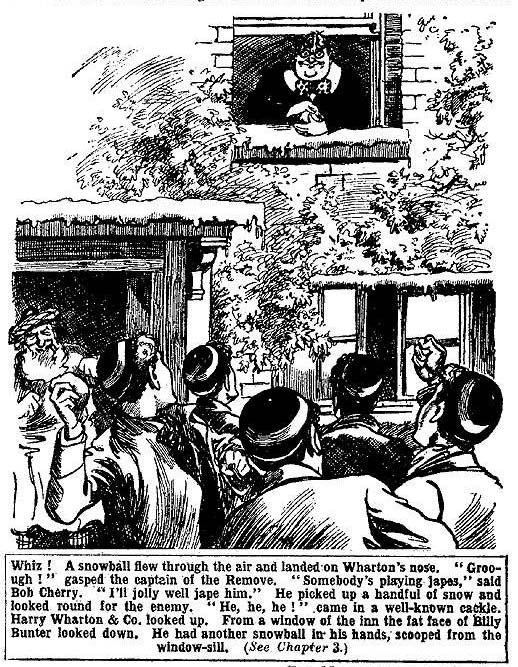 Whiz ! A snowball flew through the air and landed on Wharton's nose. "Groo-
ugh ! " gasped the captain of the Remove. "Somebody's playing japes," said
Bob Cherry. "I'll jolly well jape him." He picked up a handful of snow and
looked round for the enemy. "He, he, he ! " came in a well-known cackle.
Harry Wharton & Co. looked up. From a window of the inn the fat face of Billy
Bunter looked down. He had another snowball in his hands, scooped from the
window-sill. (See Chapter 3.)